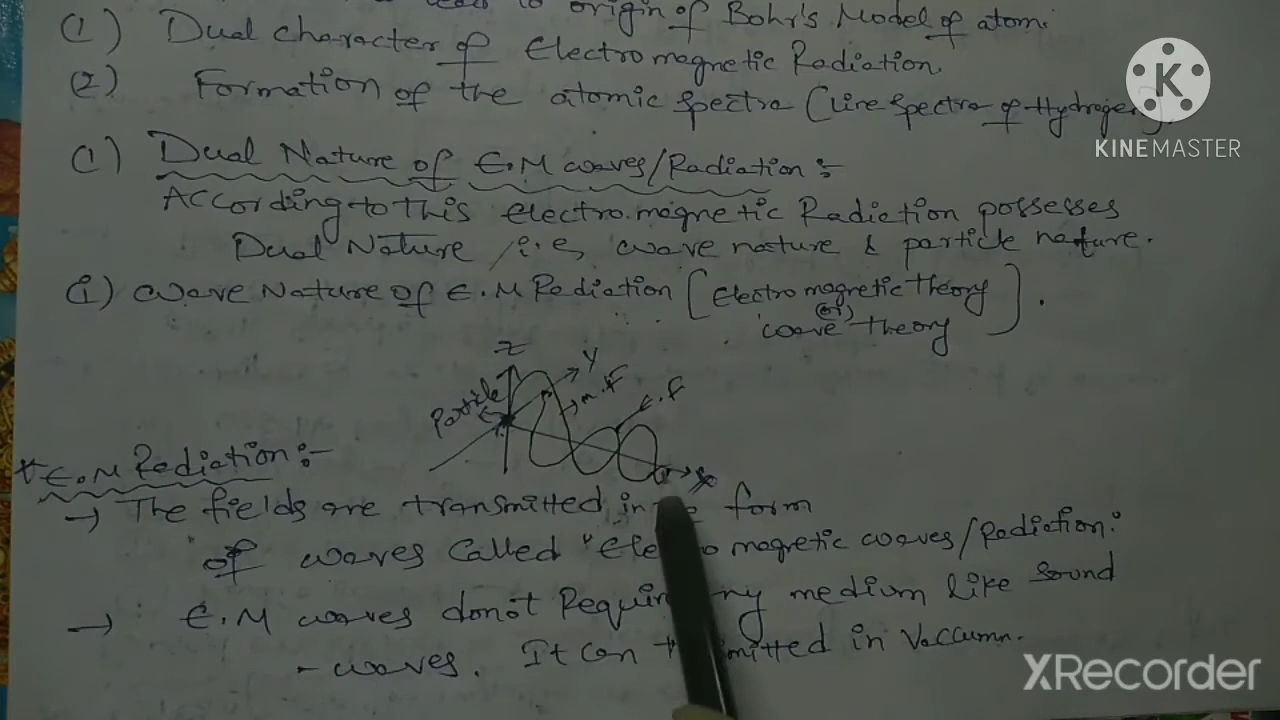 to origin of Bohr's Model of atom.
(1) Dual character of Electromagnetic Radiation.
(2) Formation of the atomic spectra (Line Spectra of Hydrogen).
K
KINEMASTER
(1) Dual Nature of E.M waves/Radiation:-
According to this electro.magnetic Radiation possesses
Dual Nature, i.e, wave nature & particle nature.
(i) Wave Nature of E.M Radiation [Electro magnetic Theory
(or)
wave theory].
Z
Y
Particle
m.F
E.F
X
* E.M Radiation:-
→ The fields are transmitted in form
of waves called "Ele o magnetic waves/Radiation."
→ E.M waves donot Requir ny medium like sound
- waves. It can t mitted in Vaccumn.
XRecorder